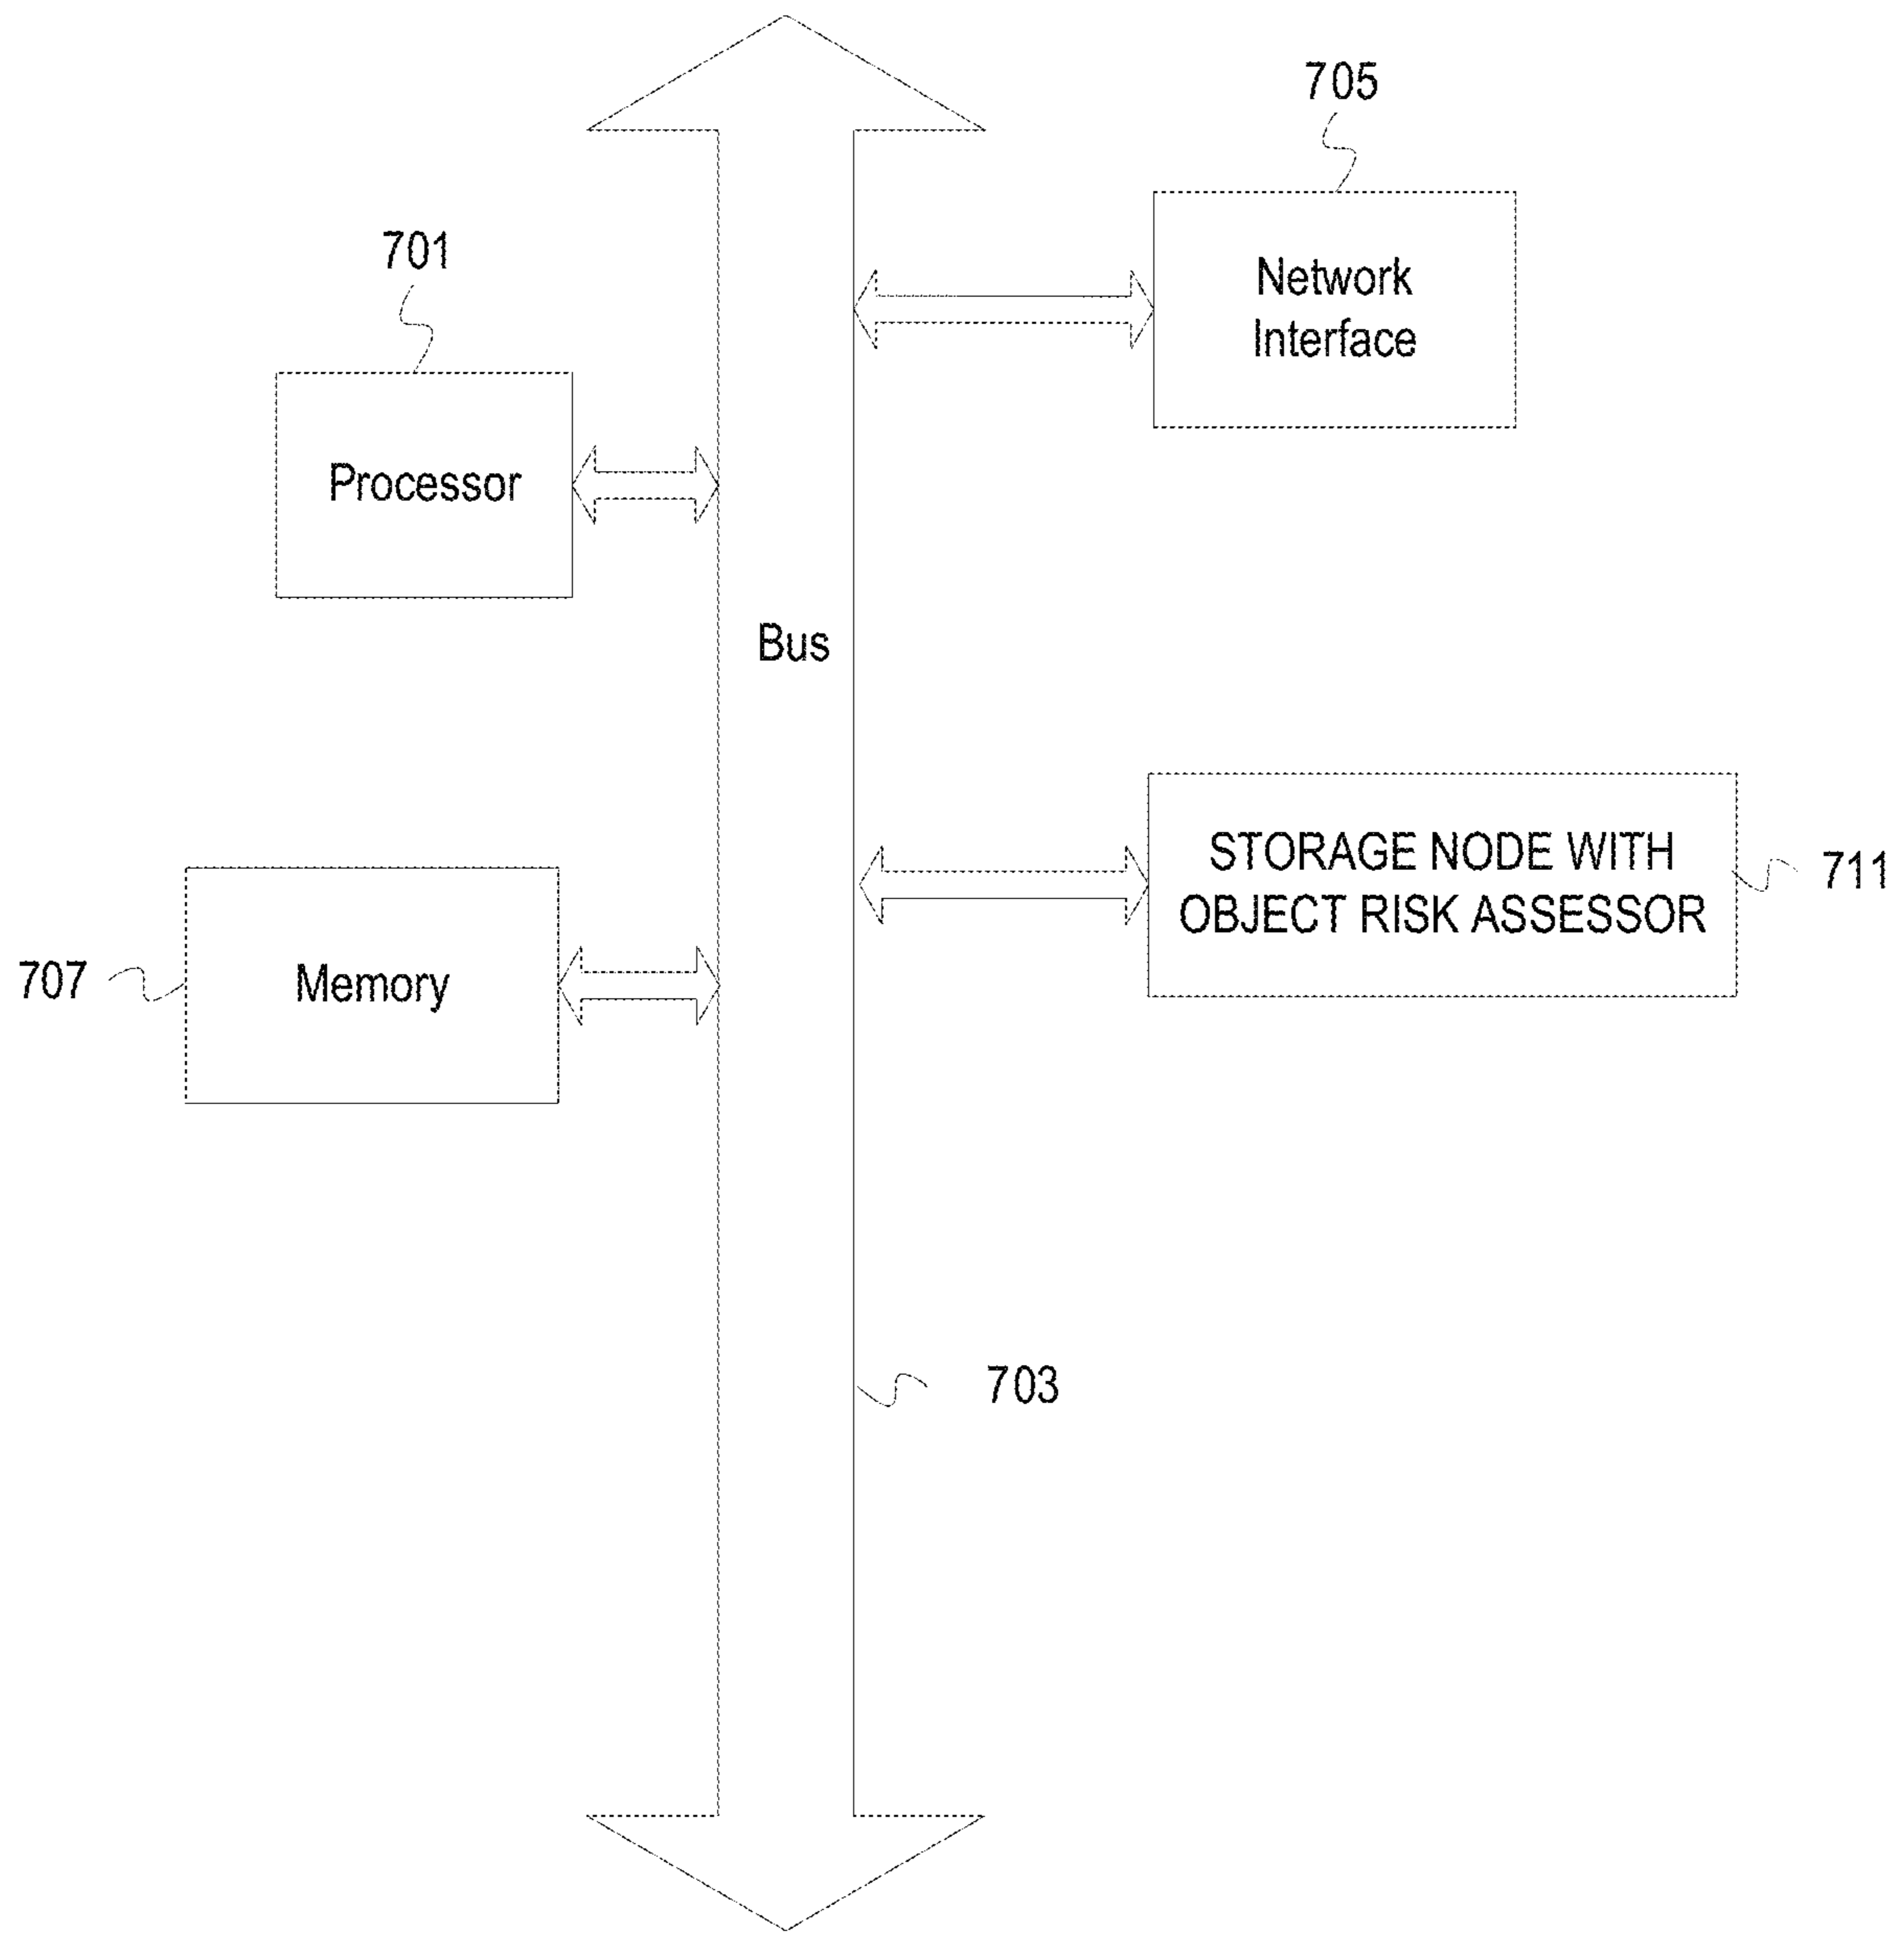 705
701
Network
Interface
Processor
Bus
STORAGE NODE WITH
OBJECT RISK ASSESSOR
711
707
Memory
703